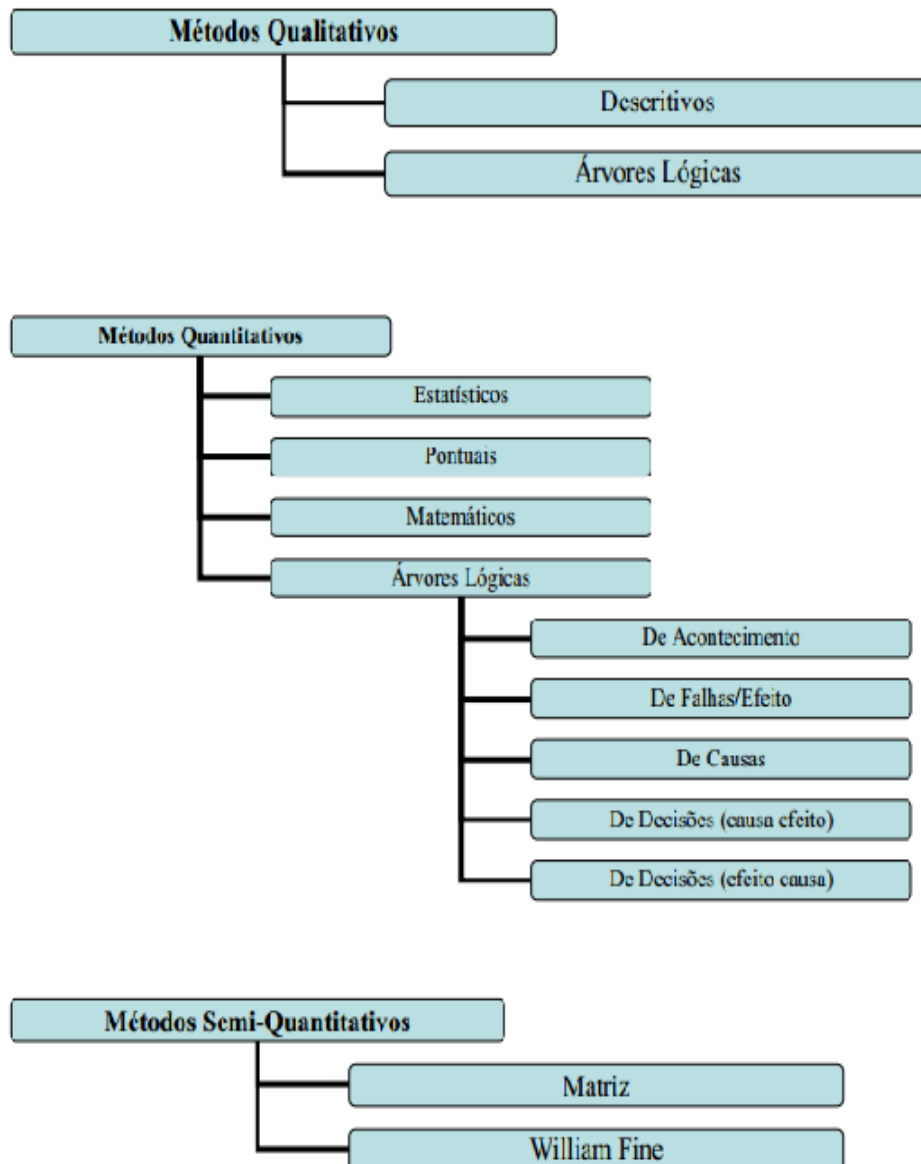 Métodos Qualitativos
Descritivos
Árvores Lógicas
Métodos Quantitativos
Estatísticos
Pontuais
Matemáticos
Árvores Lógicas
De Acontecimento
De Falhas/Efeito
De Causas
De Decisões (causa efeito)
De Decisões (efeito causa)
Métodos Semi-Quantitativos
Matriz
William Fine